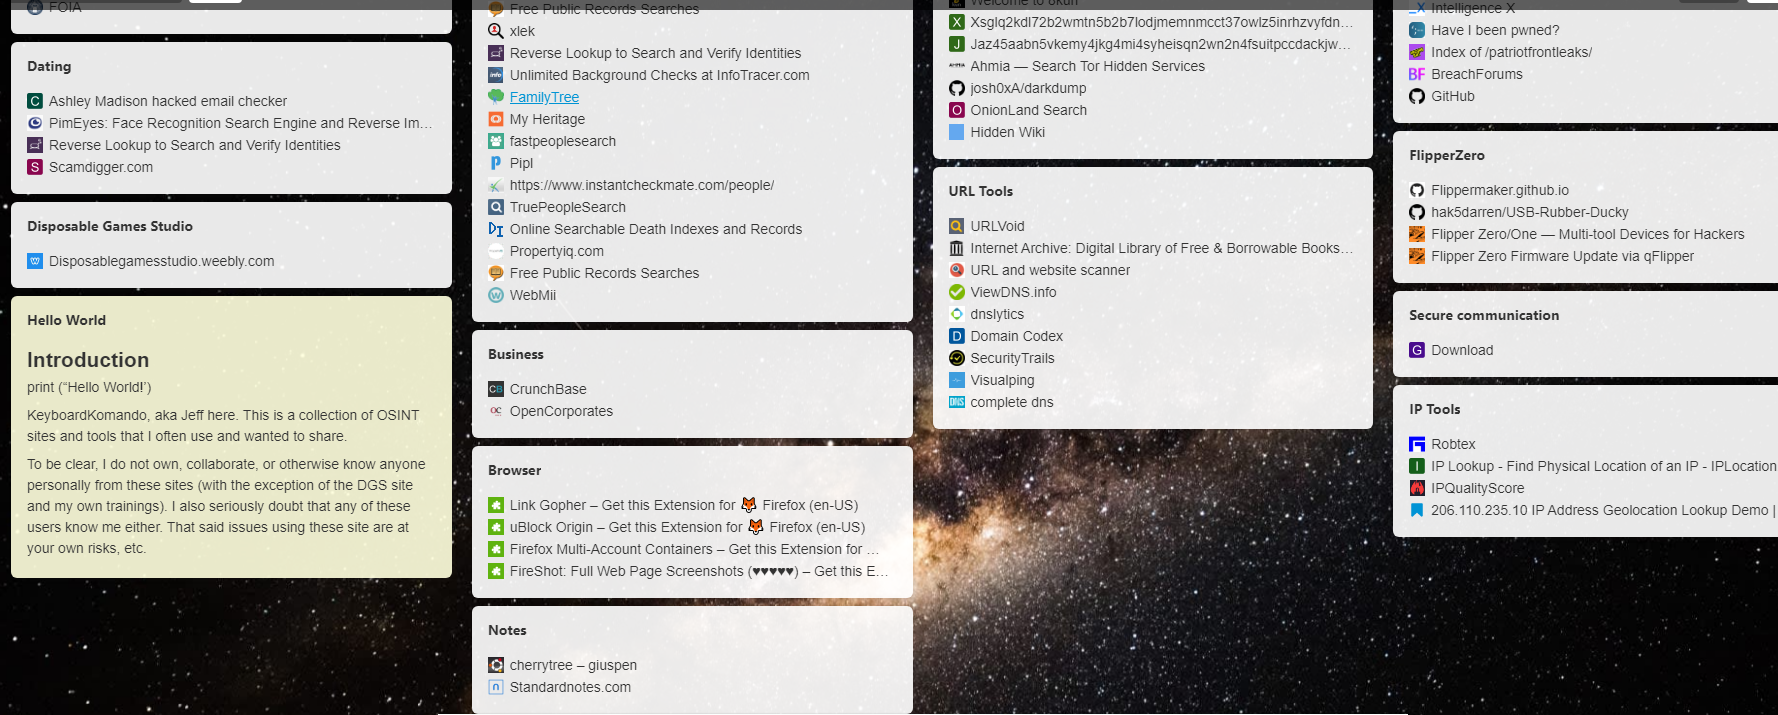 FOIA
Dating
Ashley Madison hacked email checker
PimEyes: Face Recognition Search Engine and Reverse Im...
Reverse Lookup to Search and Verify Identities
Scamdigger.com
Disposable Games Studio
Disposablegamesstudio.weebly.com
Hello World
Introduction
print (“Hello World!’)
KeyboardKomando, aka Jeff here. This is a collection of OSINT
sites and tools that I often use and wanted to share.
To be clear, I do not own, collaborate, or otherwise know anyone
personally from these sites (with the exception of the DGS site
and my own trainings). I also seriously doubt that any of these
users know me either. That said issues using these site are at
your own risks, etc.
Free Public Records Searches
xlek
Reverse Lookup to Search and Verify Identities
Unlimited Background Checks at InfoTracer.com
FamilyTree
My Heritage
fastpeoplesearch
Pipl
https://www.instantcheckmate.com/people/
TruePeopleSearch
Online Searchable Death Indexes and Records
Propertyiq.com
Free Public Records Searches
WebMii
Business
CrunchBase
OpenCorporates
Browser
Link Gopher – Get this Extension for 🦊 Firefox (en-US)
uBlock Origin – Get this Extension for 🦊 Firefox (en-US)
Firefox Multi-Account Containers – Get this Extension for ...
FireShot: Full Web Page Screenshots (♥♥♥♥♥) – Get this E...
Notes
cherrytree – giuspen
Standardnotes.com
Welcome to 8kun
Xsglq2kdl72b2wmtn5b2b7lodjmemnmcct37owlz5inrhzvyfdn...
Jaz45aabn5vkemy4jkg4mi4syheisqn2wn2n4fsuitpccdackjw...
Ahmia — Search Tor Hidden Services
josh0xA/darkdump
OnionLand Search
Hidden Wiki
URL Tools
URLVoid
Internet Archive: Digital Library of Free & Borrowable Books...
URL and website scanner
ViewDNS.info
dnslytics
Domain Codex
SecurityTrails
Visualping
complete dns
Intelligence X
Have I been pwned?
Index of /patriotfrontleaks/
BreachForums
GitHub
FlipperZero
Flippermaker.github.io
hak5darren/USB-Rubber-Ducky
Flipper Zero/One — Multi-tool Devices for Hackers
Flipper Zero Firmware Update via qFlipper
Secure communication
Download
IP Tools
Robtex
IP Lookup - Find Physical Location of an IP - IPLocation
IPQualityScore
206.110.235.10 IP Address Geolocation Lookup Demo |